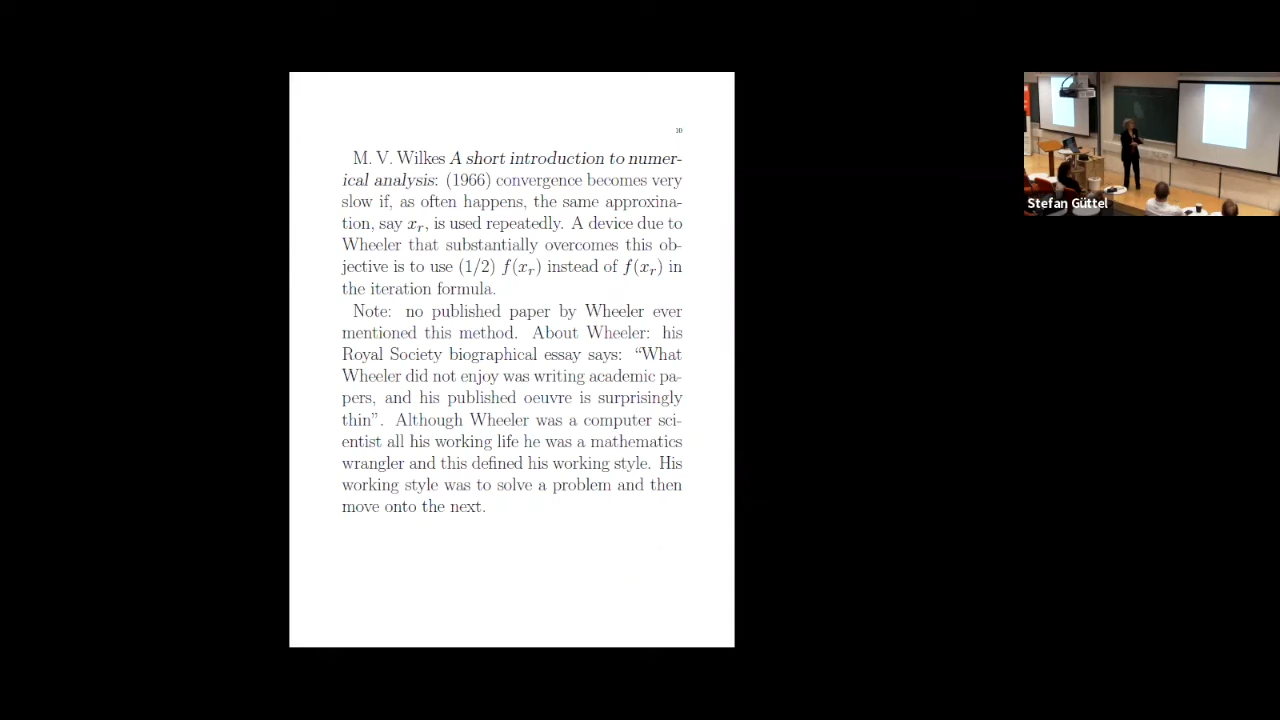 10
M. V. Wilkes A short introduction to numer-
ical analysis: (1966) convergence becomes very
slow if, as often happens, the same approxina-
tion, say xᵣ, is used repeatedly. A device due to
Wheeler that substantially overcomes this ob-
jective is to use (1/2) f(xᵣ) instead of f(xᵣ) in
the iteration formula.
Note: no published paper by Wheeler ever
mentioned this method. About Wheeler: his
Royal Society biographical essay says: “What
Wheeler did not enjoy was writing academic pa-
pers, and his published oeuvre is surprisingly
thin”. Although Wheeler was a computer sci-
entist all his working life he was a mathematics
wrangler and this defined his working style. His
working style was to solve a problem and then
move onto the next.
Stefan Güttel